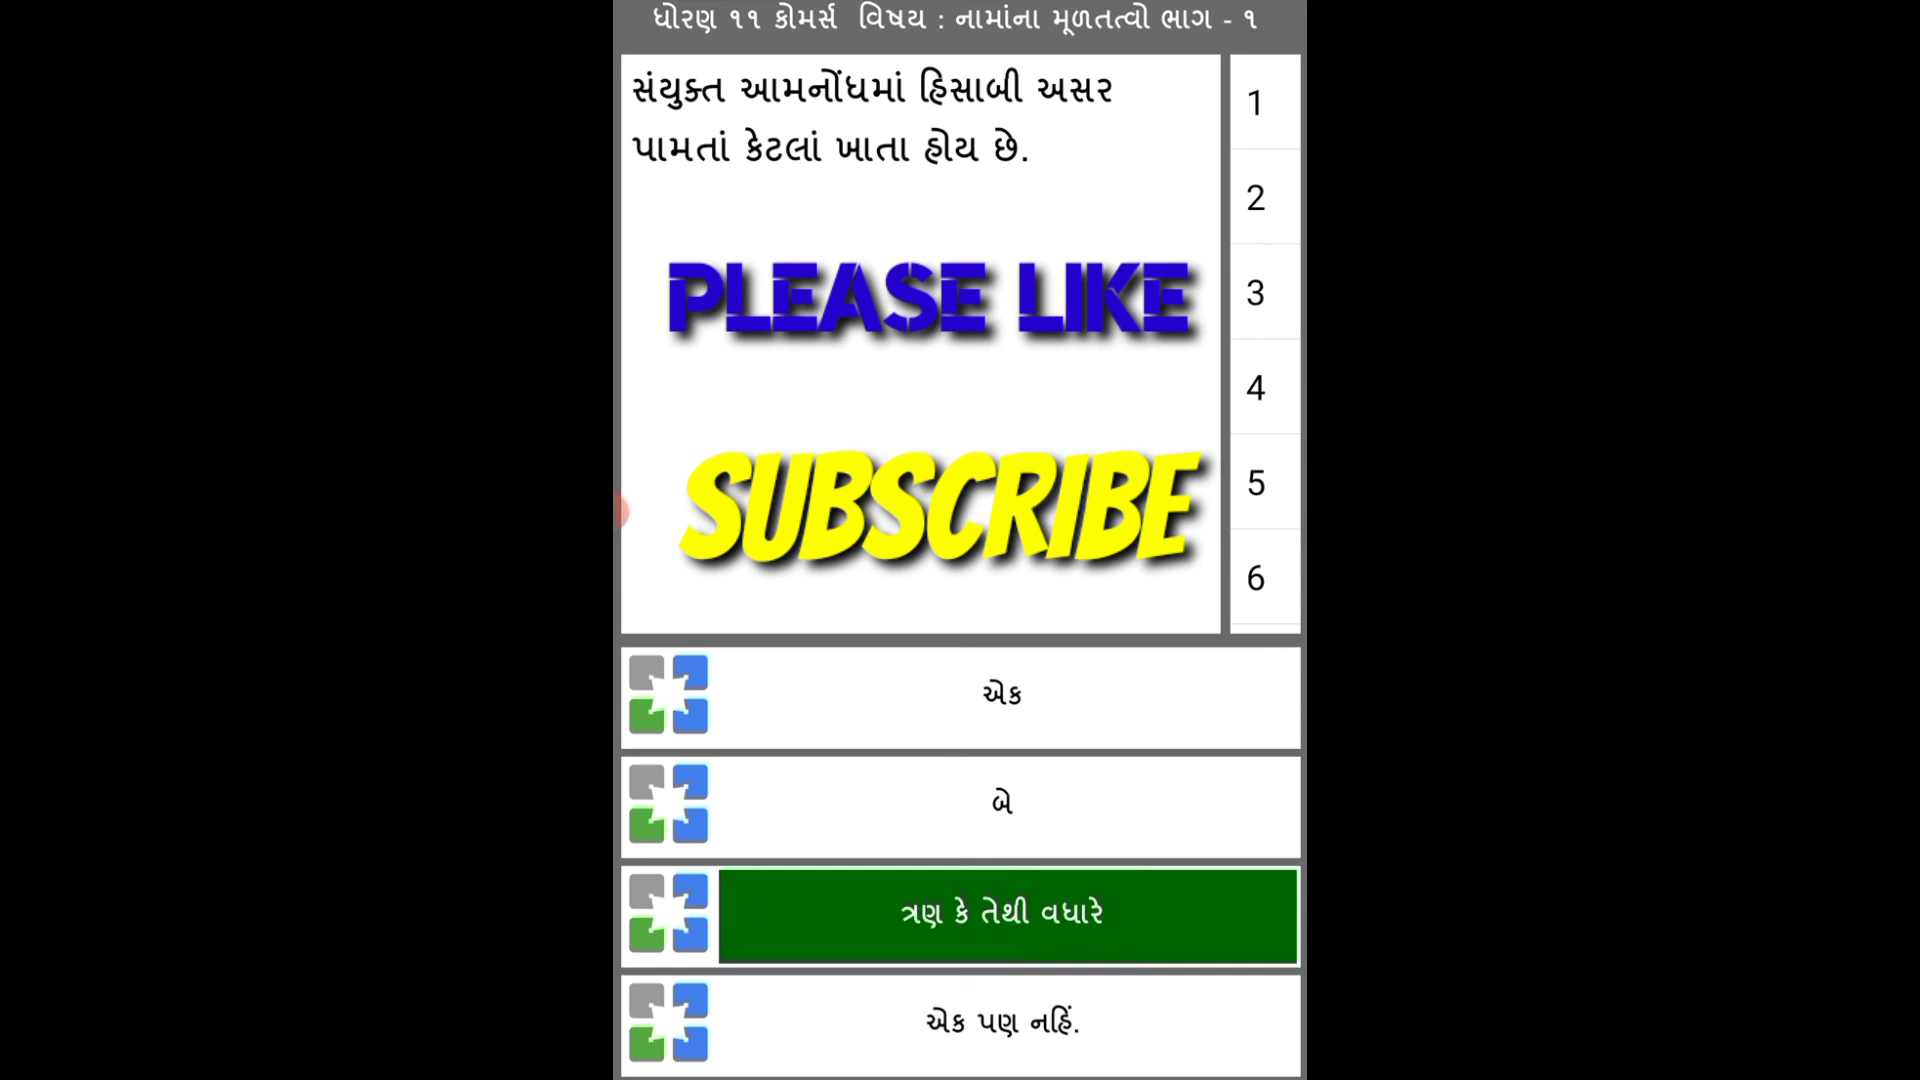 ધોરણ ૧૧ કોમર્સ વિષય : નામાંના મૂળતત્વો ભાગ - ૧
સંયુક્ત આમનોંધમાં હિસાબી અસર
પામતાં કેટલાં ખાતા હોય છે.
PLEASE LIKE
SUBSCRIBE
1
2
3
4
5
6
એક
બે
ત્રણ કે તેથી વધારે
એક પણ નહિં.